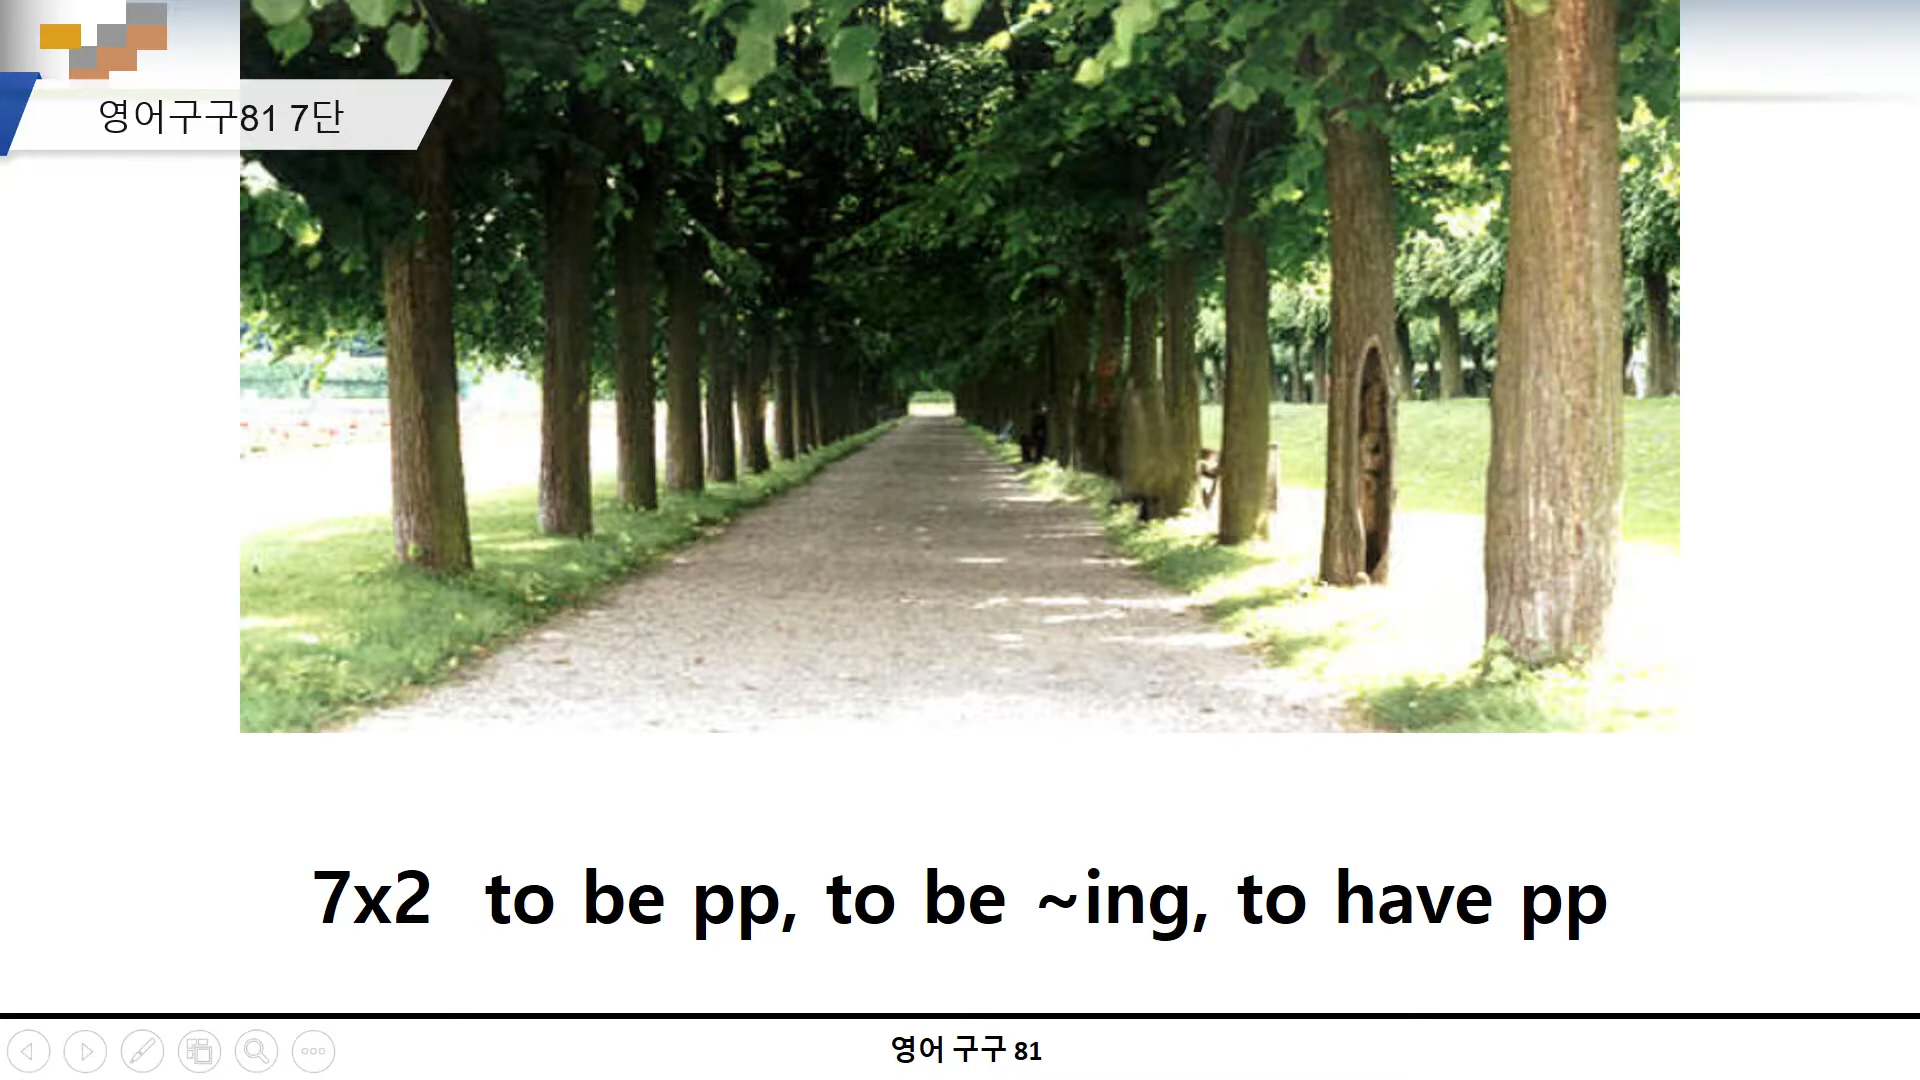 영어구구81 7단
7x2 to be pp, to be ~ing, to have pp
영어 구구 81